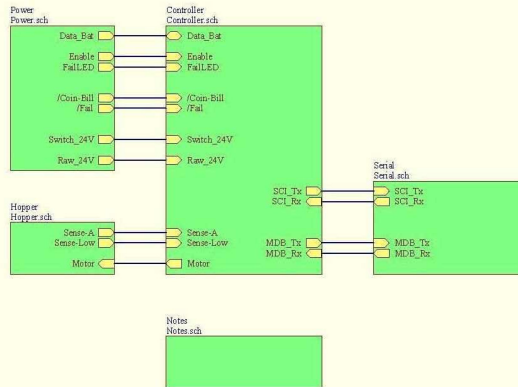 Power
Power.sch
Data_Bat
Enable
FailLED
/Coin-Bill
/Fail
Switch_24V
Raw_24V
Controller
Controller.sch
Data_Bat
Enable
FailLED
/Coin-Bill
/Fail
Switch_24V
Raw_24V
SCI_Tx
SCI_Rx
Sense-A
Sense-Low
MDB_Tx
MDB_Rx
Motor
Serial
Serial.sch
SCI_Tx
SCI_Rx
MDB_Tx
MDB_Rx
Hopper
Hopper.sch
Sense-A
Sense-Low
Motor
Notes
Notes.sch